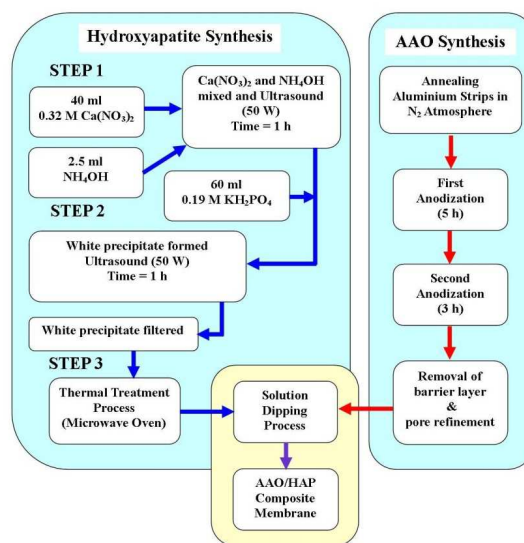 Hydroxyapatite Synthesis
STEP 1
40 ml
0.32 M Ca(NO₃)₂
2.5 ml
NH₄OH
Ca(NO₃)₂ and NH₄OH
mixed and Ultrasound
(50 W)
Time = 1 h
STEP 2
60 ml
0.19 M KH₂PO₄
White precipitate formed
Ultrasound (50 W)
Time = 1 h
White precipitate filtered
STEP 3
Thermal Treatment
Process
(Microwave Oven)
Solution
Dipping
Process
AAO/HAP
Composite
Membrane
AAO Synthesis
Annealing
Aluminium Strips in
N₂ Atmosphere
First
Anodization
(5 h)
Second
Anodization
(3 h)
Removal of
barrier layer
&
pore refinement